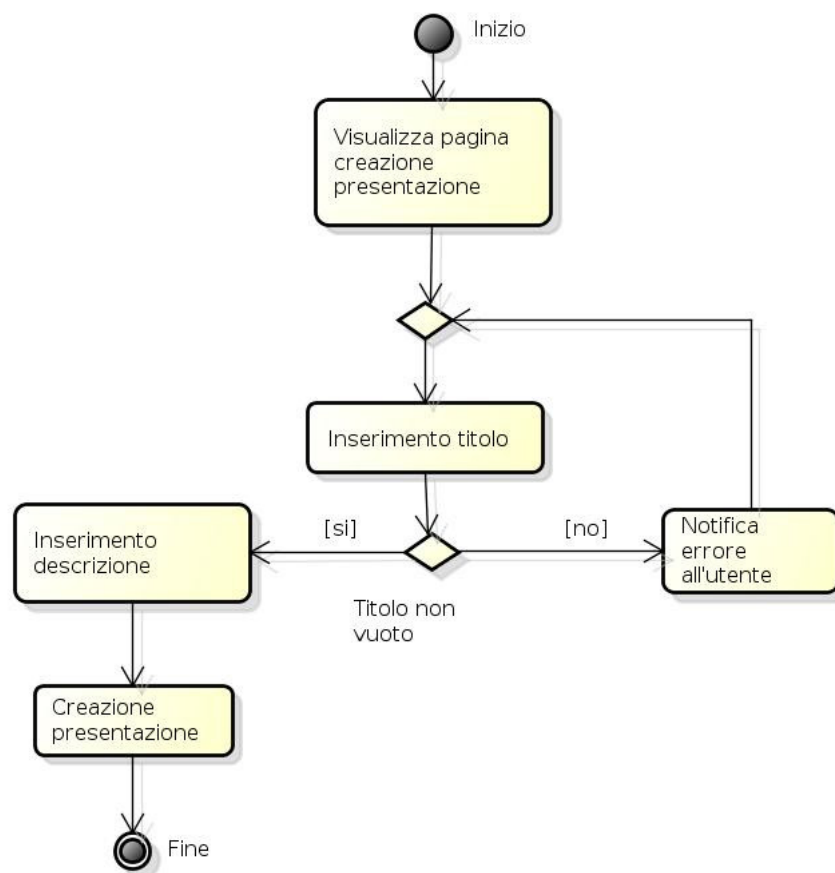 Inizio
Visualizza pagina
creazione
presentazione
Inserimento titolo
[si]
[no]
Inserimento
descrizione
Notifica
errore
all'utente
Titolo non
vuoto
Creazione
presentazione
Fine